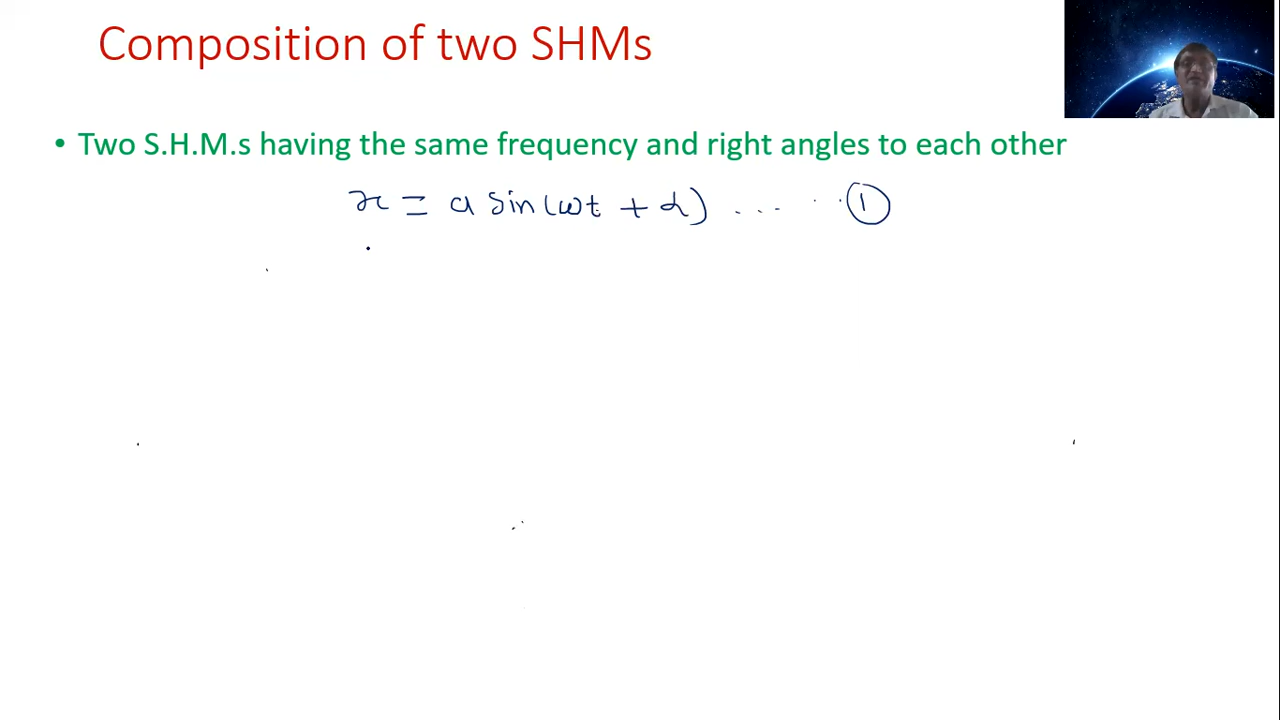 Composition of two SHMs
• Two S.H.M.s having the same frequency and right angles to each other
x = a sin(ωt + α) ... .. ①